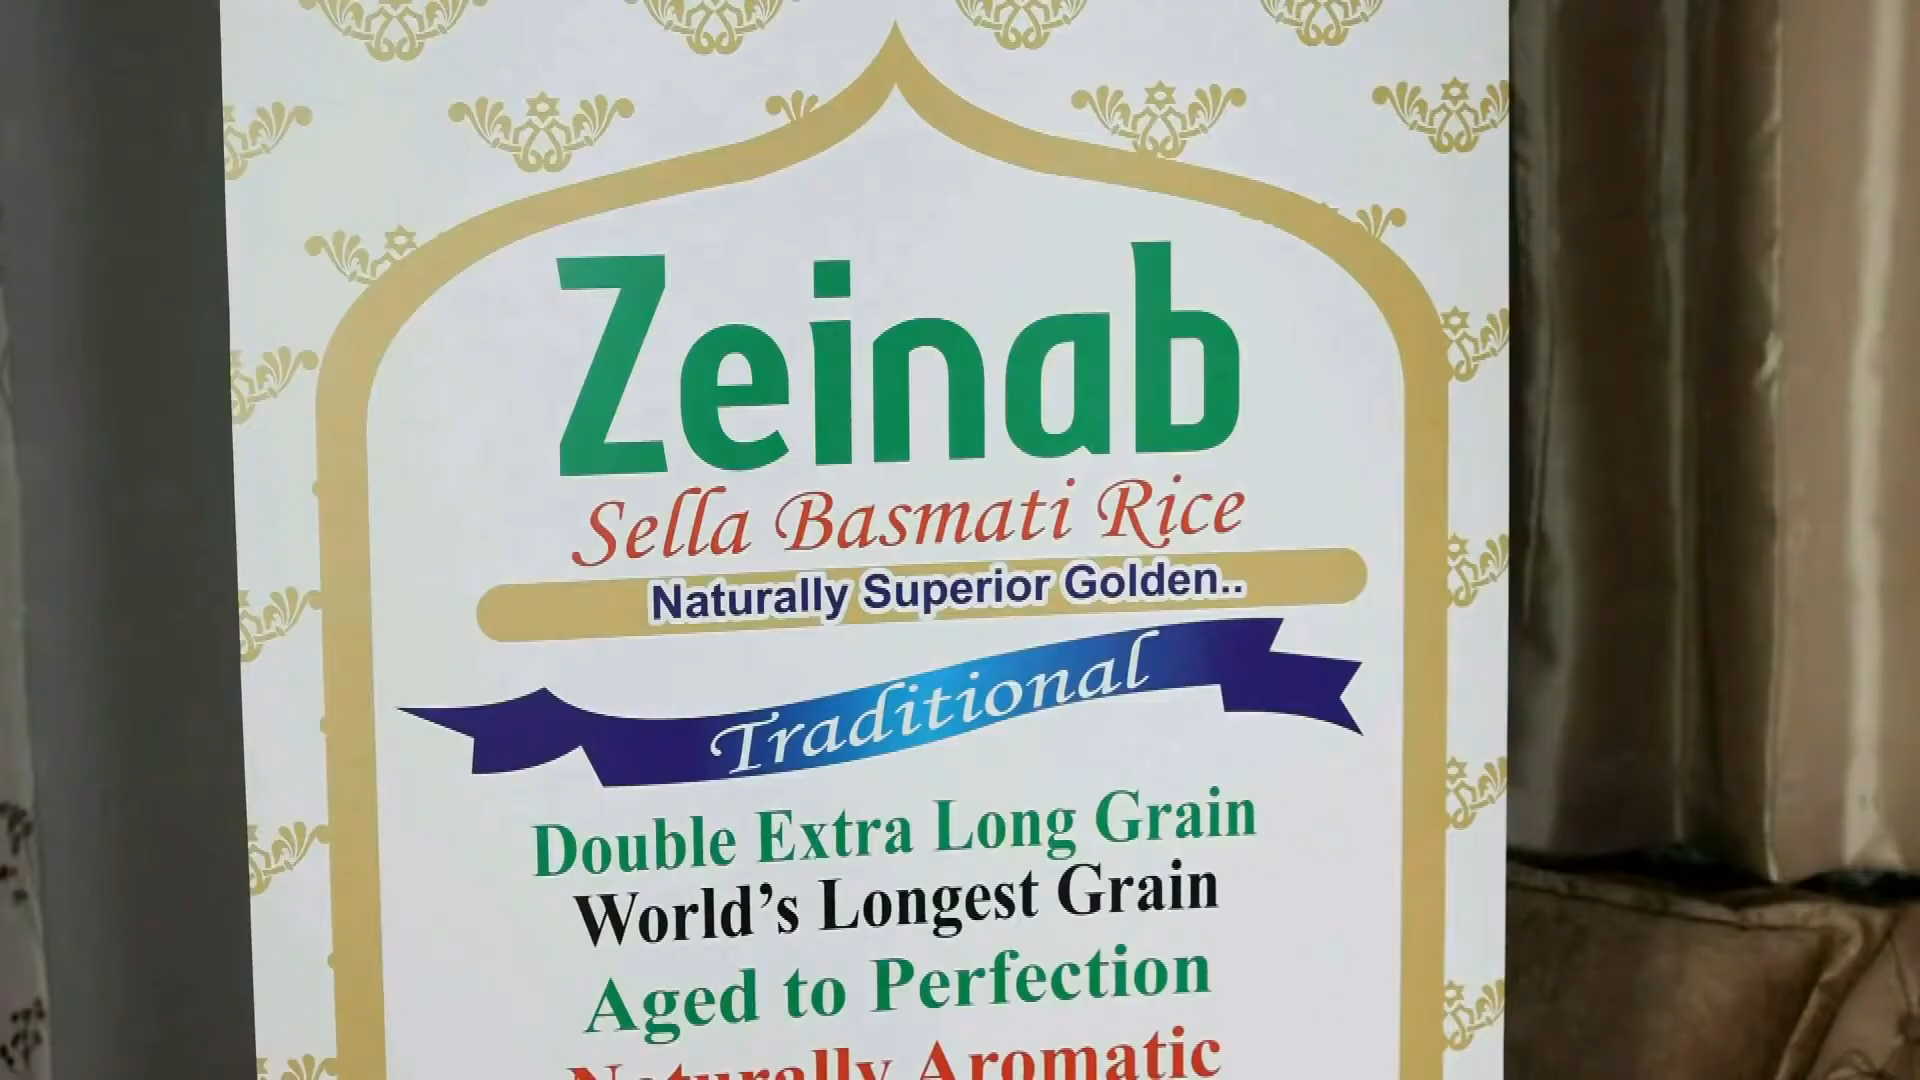 Zeinab
Sella Basmati Rice
Naturally Superior Golden..
Traditional
Double Extra Long Grain
World's Longest Grain
Aged to Perfection
Naturally Aromatic